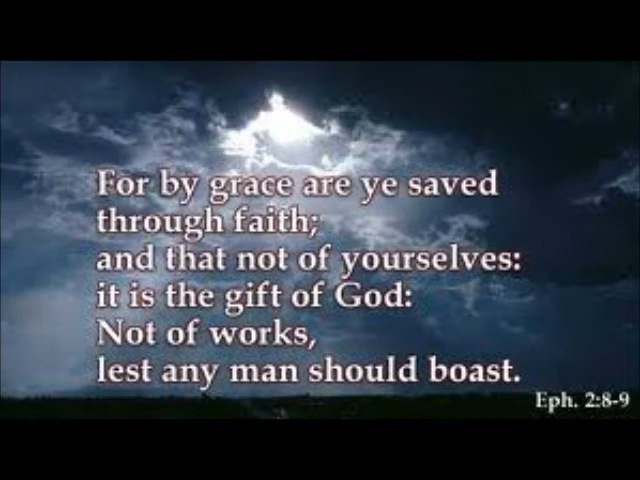 For by grace are ye saved
through faith;
and that not of yourselves:
it is the gift of God:
Not of works,
lest any man should boast.
Eph. 2:8-9